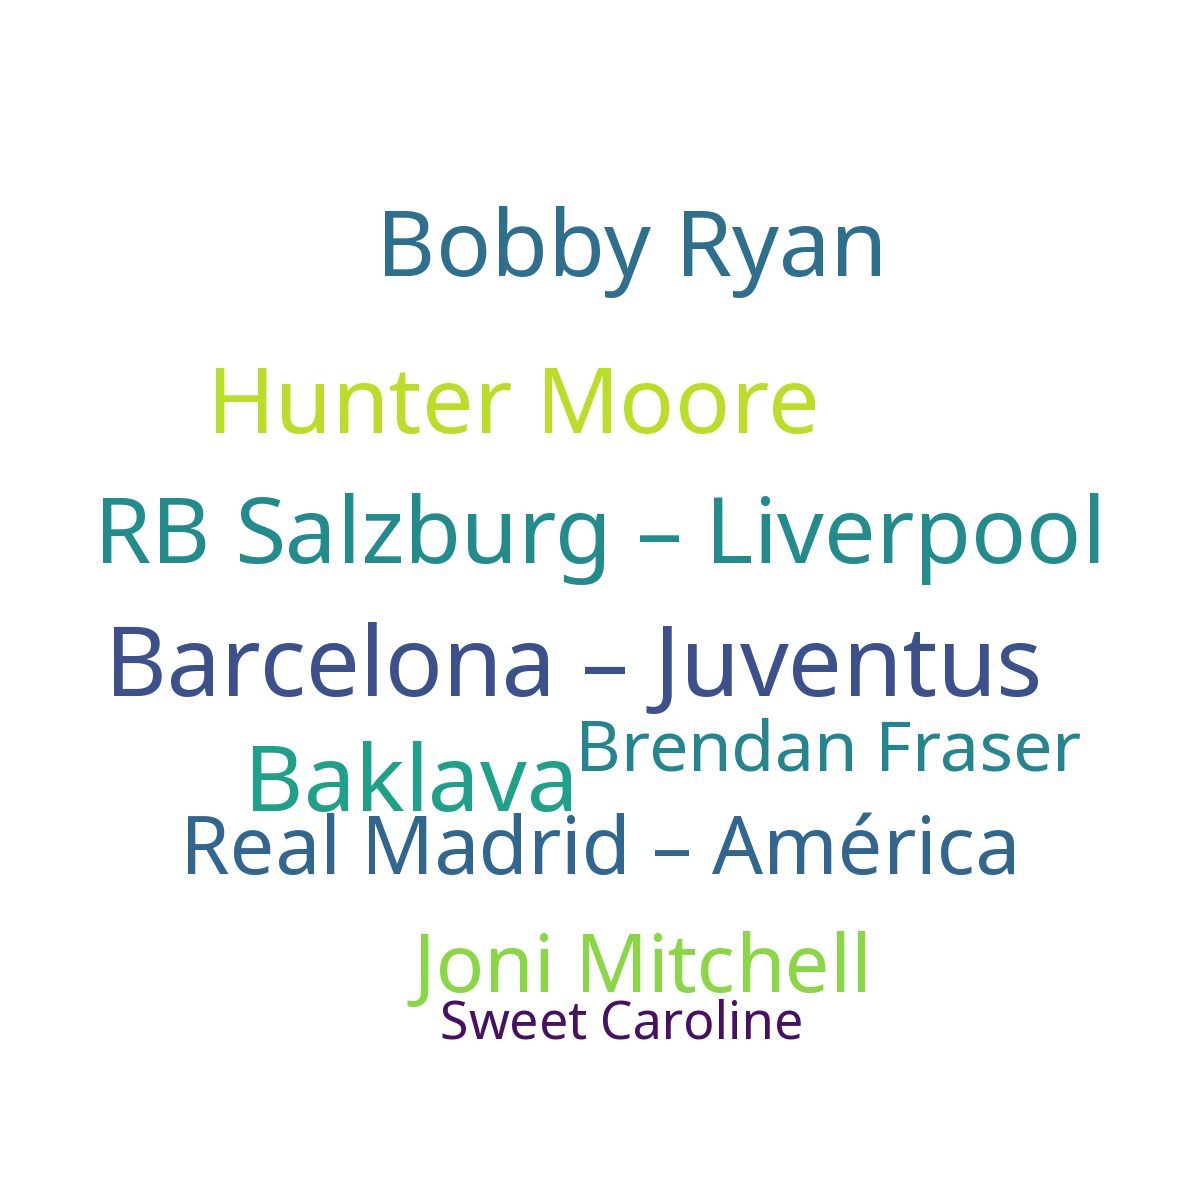 Bobby Ryan
Hunter Moore
RB Salzburg – Liverpool
Barcelona – Juventus
Brendan Fraser
Baklava
Real Madrid – América
Joni Mitchell
Sweet Caroline